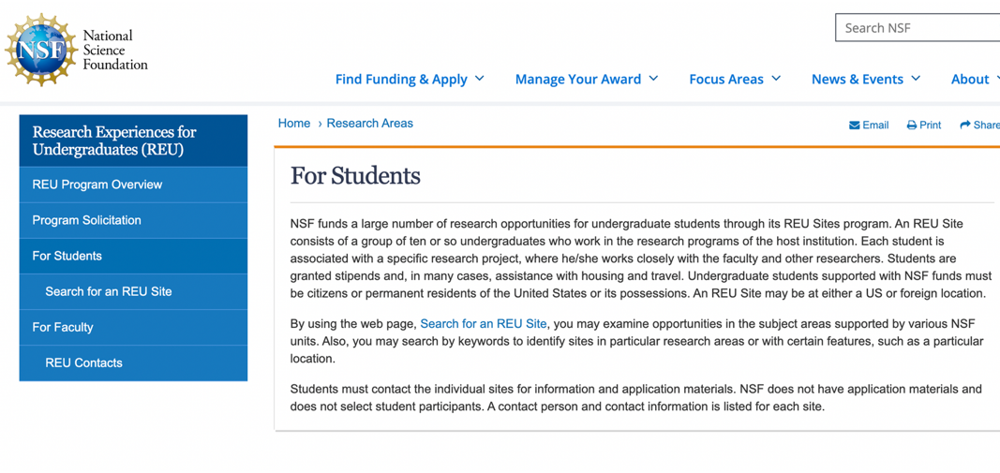 NSF
National
Science
Foundation
Search NSF
Find Funding & Apply
Manage Your Award
Focus Areas
News & Events
About
Research Experiences for
Undergraduates (REU)
REU Program Overview
Program Solicitation
For Students
Search for an REU Site
For Faculty
REU Contacts
Home › Research Areas
Email
Print
Share
For Students
NSF funds a large number of research opportunities for undergraduate students through its REU Sites program. An REU Site
consists of a group of ten or so undergraduates who work in the research programs of the host institution. Each student is
associated with a specific research project, where he/she works closely with the faculty and other researchers. Students are
granted stipends and, in many cases, assistance with housing and travel. Undergraduate students supported with NSF funds must
be citizens or permanent residents of the United States or its possessions. An REU Site may be at either a US or foreign location.
By using the web page, Search for an REU Site, you may examine opportunities in the subject areas supported by various NSF
units. Also, you may search by keywords to identify sites in particular research areas or with certain features, such as a particular
location.
Students must contact the individual sites for information and application materials. NSF does not have application materials and
does not select student participants. A contact person and contact information is listed for each site.